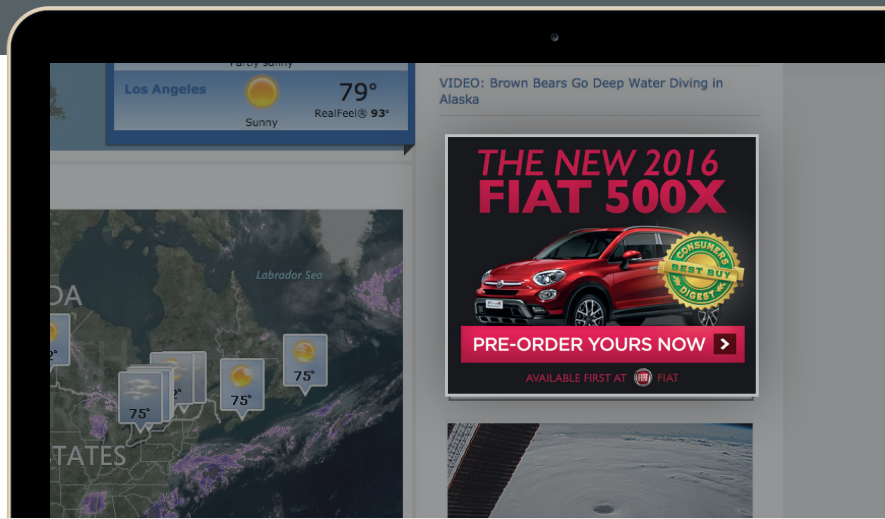 Partly sunny
Los Angeles
79°
RealFeel® 93°
Sunny
VIDEO: Brown Bears Go Deep Water Diving in
Alaska
THE NEW 2016
FIAT 500X
CONSUMERS
BEST BUY
DIGEST
PRE-ORDER YOURS NOW
AVAILABLE FIRST AT FIAT FIAT
Labrador Sea
DA
75°
75°
75°
TATES